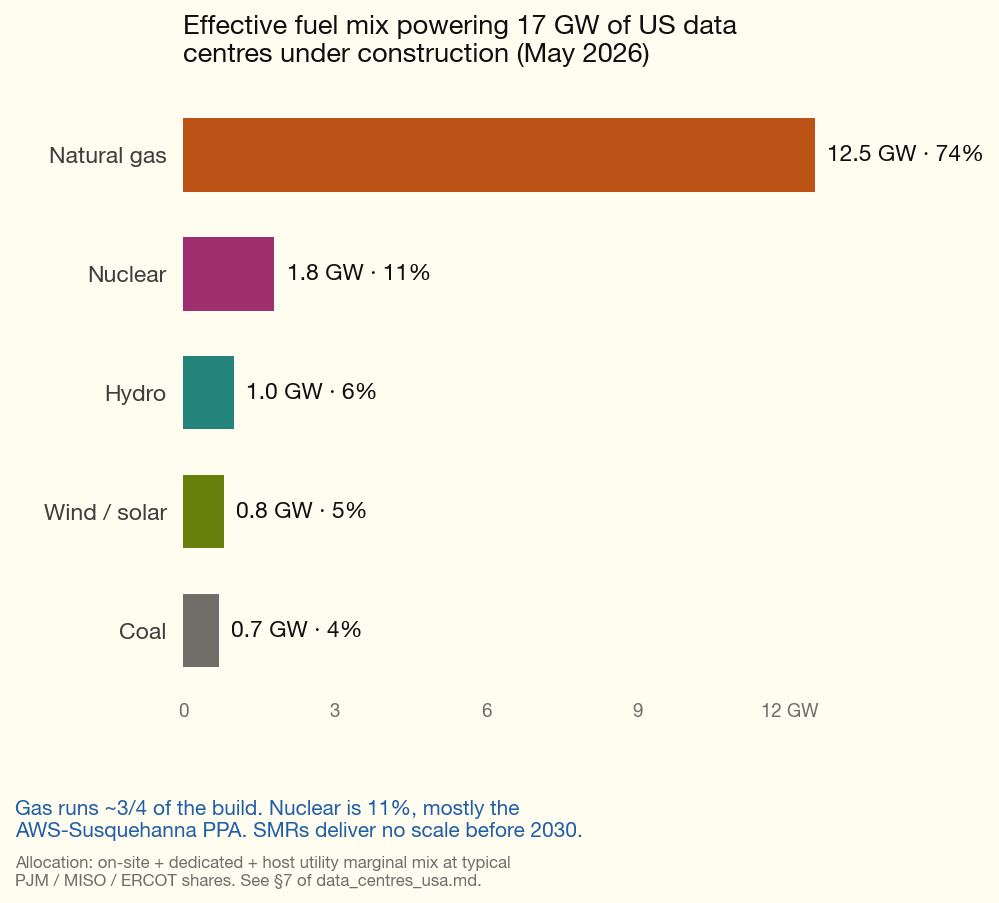 Effective fuel mix powering 17 GW of US data
centres under construction (May 2026)
Natural gas
12.5 GW · 74%
Nuclear
1.8 GW · 11%
Hydro
1.0 GW · 6%
Wind / solar
0.8 GW · 5%
Coal
0.7 GW · 4%
0 3 6 9 12 GW
Gas runs ~3/4 of the build. Nuclear is 11%, mostly the
AWS-Susquehanna PPA. SMRs deliver no scale before 2030.
Allocation: on-site + dedicated + host utility marginal mix at typical
PJM / MISO / ERCOT shares. See §7 of data_centres_usa.md.